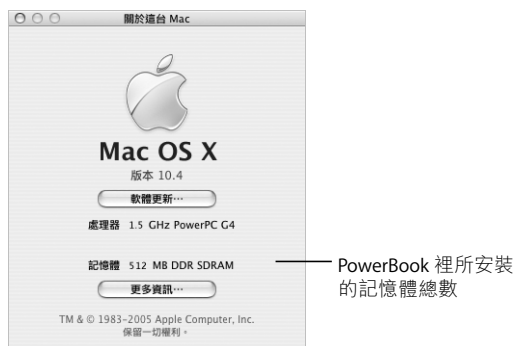 關於這台 Mac
Mac OS X
版本 10.4
軟體更新…
處理器 1.5 GHz PowerPC G4
記憶體 512 MB DDR SDRAM
更多資訊…
TM & © 1983-2005 Apple Computer, Inc.
保留一切權利。
PowerBook 裡所安裝
的記憶體總數